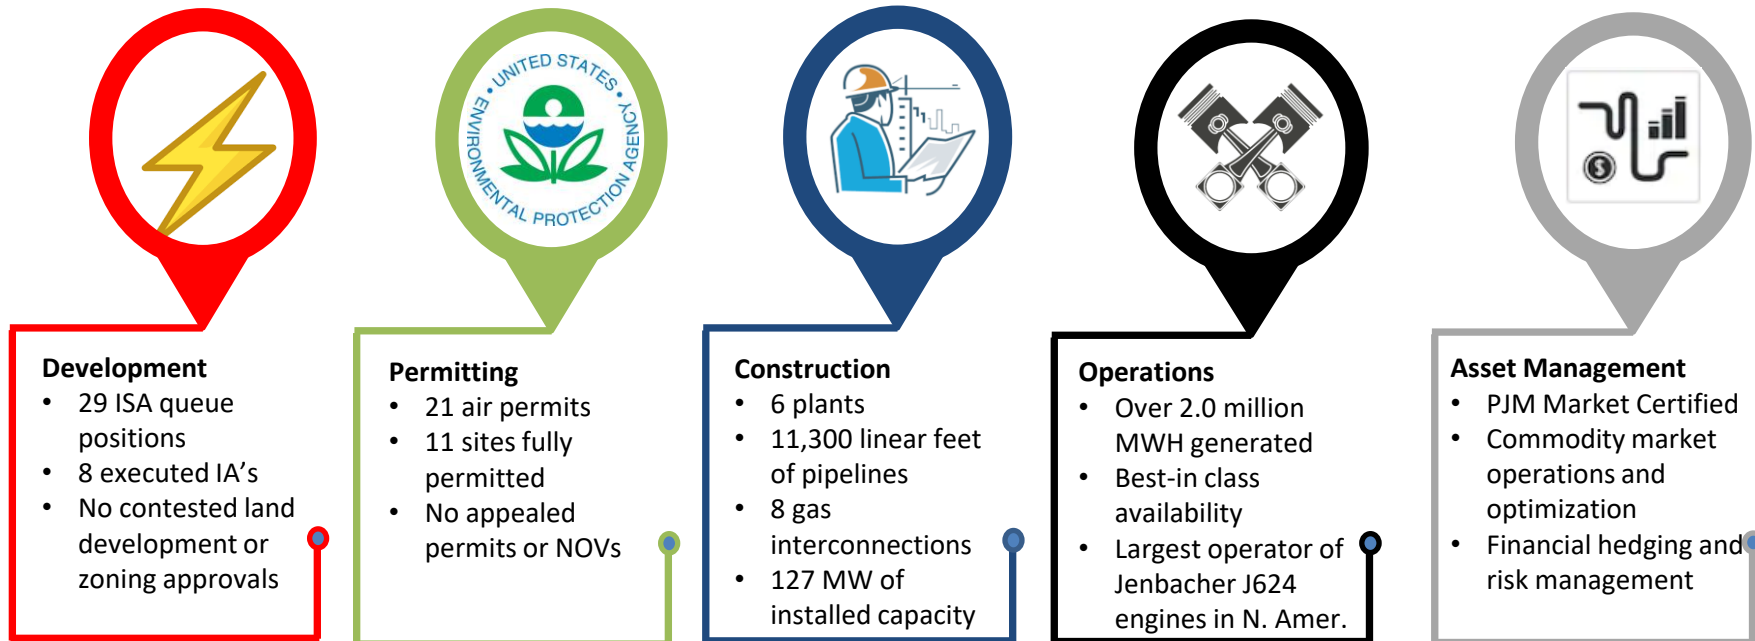 UNITED STATES
ENVIRONMENTAL PROTECTION AGENCY
Development
• 29 ISA queue
positions
• 8 executed IA’s
• No contested land
development or
zoning approvals
Permitting
• 21 air permits
• 11 sites fully
permitted
• No appealed
permits or NOVs
Construction
• 6 plants
• 11,300 linear feet
of pipelines
• 8 gas
interconnections
• 127 MW of
installed capacity
Operations
• Over 2.0 million
MWH generated
• Best-in class
availability
• Largest operator of
Jenbacher J624
engines in N. Amer.
$
Asset Management
• PJM Market Certified
• Commodity market
operations and
optimization
• Financial hedging and
risk management